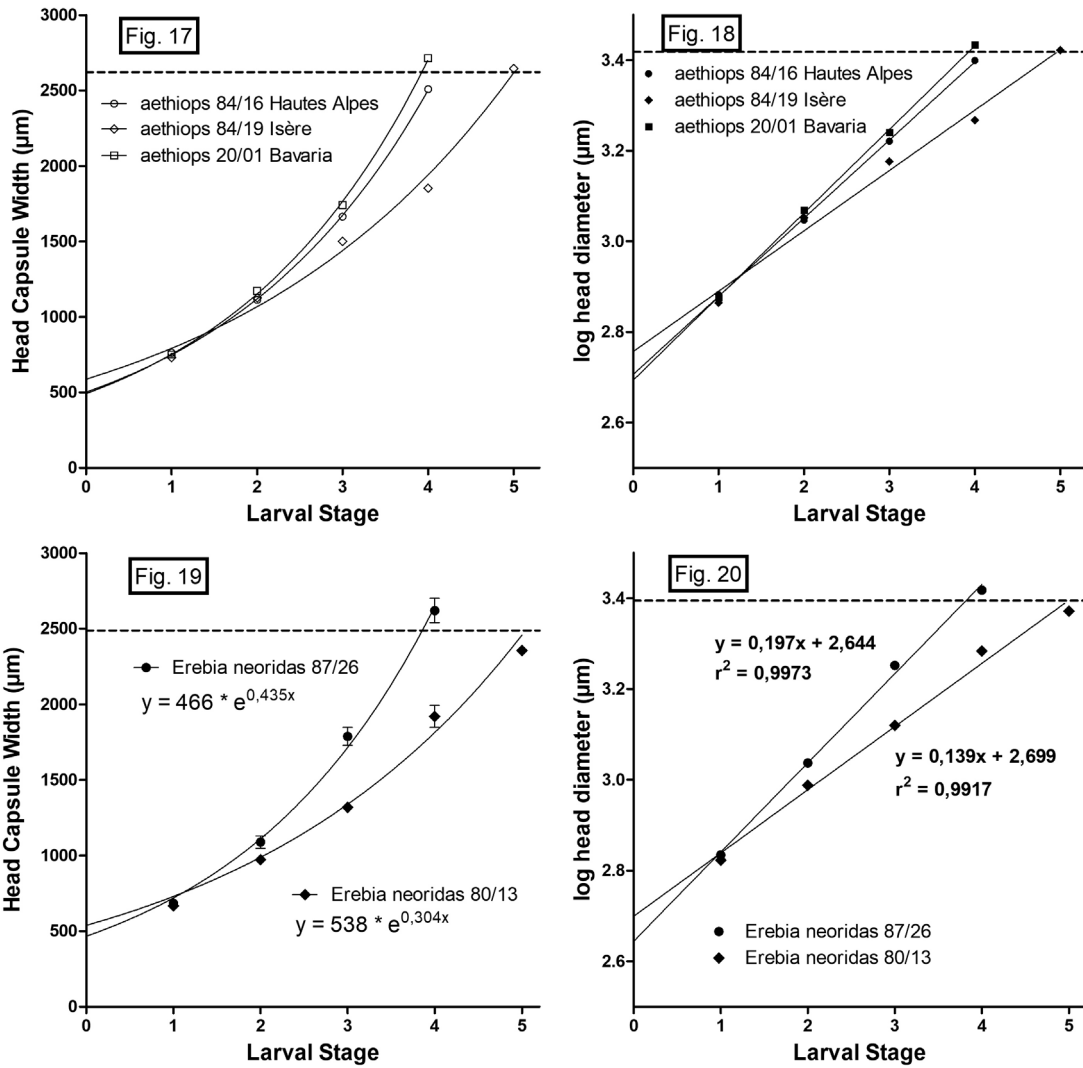 Fig. 17
Head Capsule Width (µm)
3000
2500
2000
1500
1000
500
0
aethiops 84/16 Hautes Alpes
aethiops 84/19 Isère
aethiops 20/01 Bavaria
0 1 2 3 4 5
Larval Stage
Fig. 18
log head diameter (µm)
3.4
3.2
3.0
2.8
2.6
aethiops 84/16 Hautes Alpes
aethiops 84/19 Isère
aethiops 20/01 Bavaria
0 1 2 3 4 5
Larval Stage
Fig. 19
Head Capsule Width (µm)
3000
2500
2000
1500
1000
500
0
Erebia neoridas 87/26
y = 466 * e^0,435x
Erebia neoridas 80/13
y = 538 * e^0,304x
0 1 2 3 4 5
Larval Stage
Fig. 20
log head diameter (µm)
3.4
3.2
3.0
2.8
2.6
y = 0,197x + 2,644
r² = 0,9973
y = 0,139x + 2,699
r² = 0,9917
Erebia neoridas 87/26
Erebia neoridas 80/13
0 1 2 3 4 5
Larval Stage